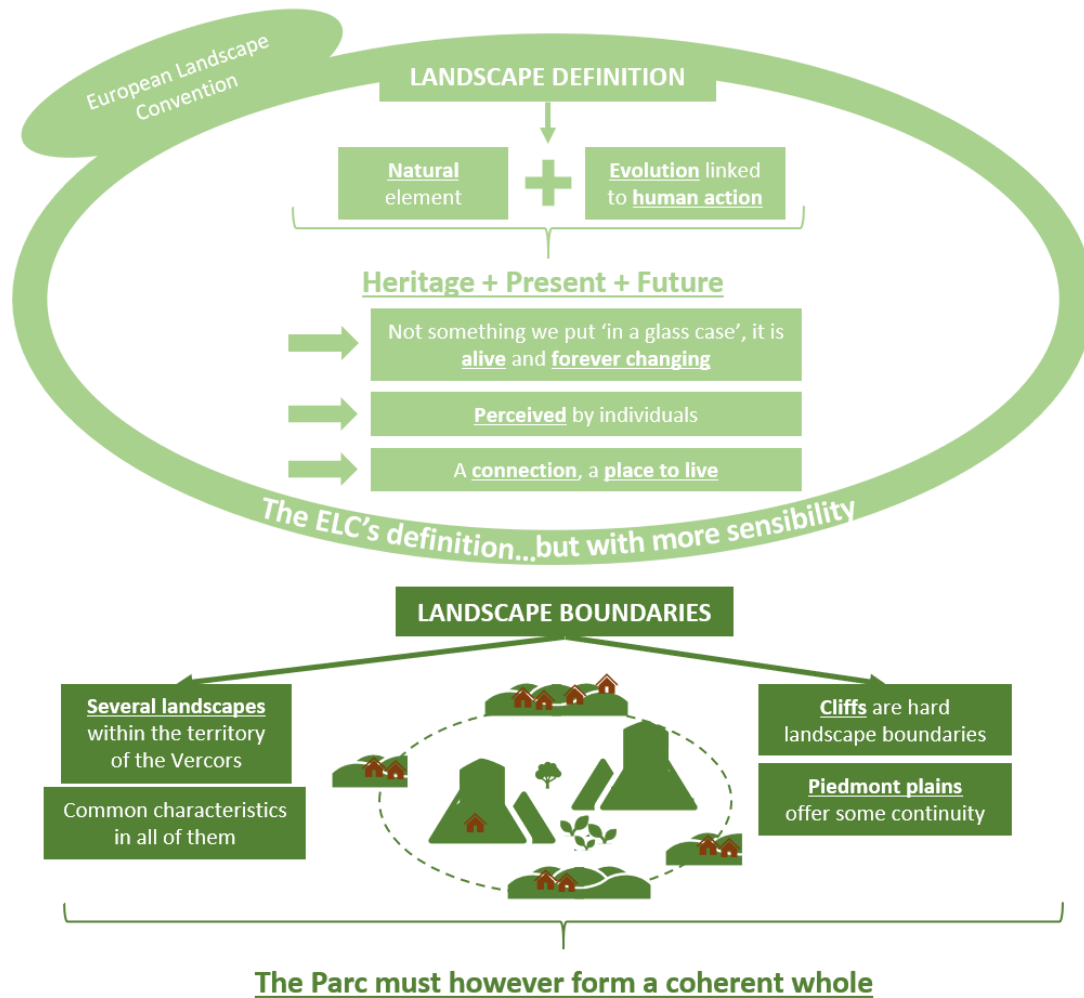 European Landscape
Convention
LANDSCAPE DEFINITION
Natural
element
Evolution linked
to human action
Heritage + Present + Future
Not something we put ‘in a glass case’, it is
alive and forever changing
Perceived by individuals
A connection, a place to live
The ELC’s definition...but with more sensibility
LANDSCAPE BOUNDARIES
Several landscapes
within the territory
of the Vercors
Common characteristics
in all of them
Cliffs are hard
landscape boundaries
Piedmont plains
offer some continuity
The Parc must however form a coherent whole